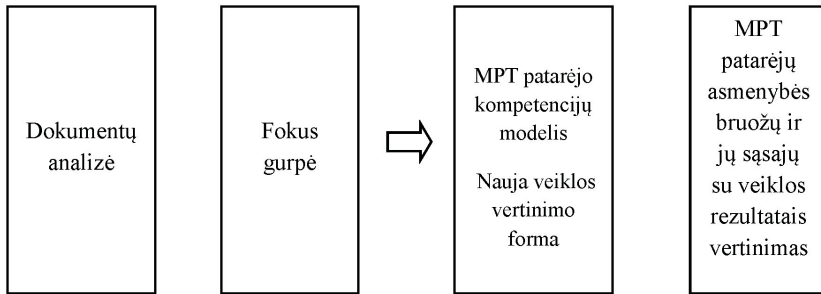 Dokumentų
analizė
Fokus
gurpė
MPT patarėjo
kompetencijų
modelis
Nauja veiklos
vertinimo
forma
MPT
patarėjų
asmenybės
bruožų ir
jų sąsajų
su veiklos
rezultatais
vertinimas